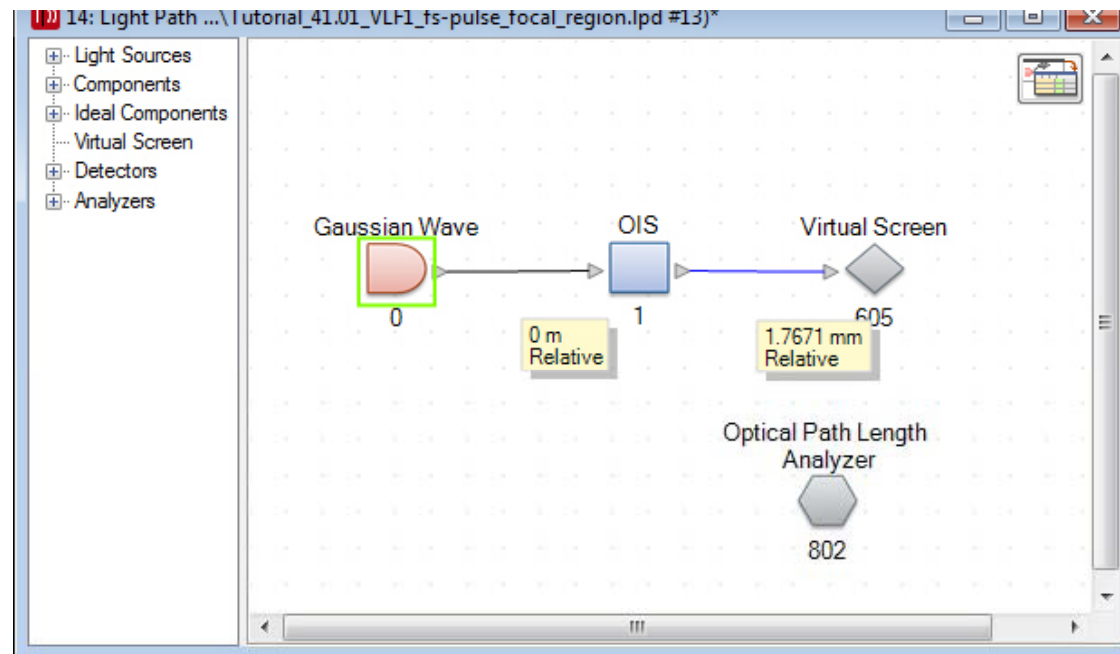 14: Light Path ...\Tutorial_41.01_VLF1_fs-pulse_focal_region.lpd #13)*
Light Sources
Components
Ideal Components
Virtual Screen
Detectors
Analyzers
Gaussian Wave
OIS
Virtual Screen
0
1
605
0 m
Relative
1.7671 mm
Relative
Optical Path Length
Analyzer
802